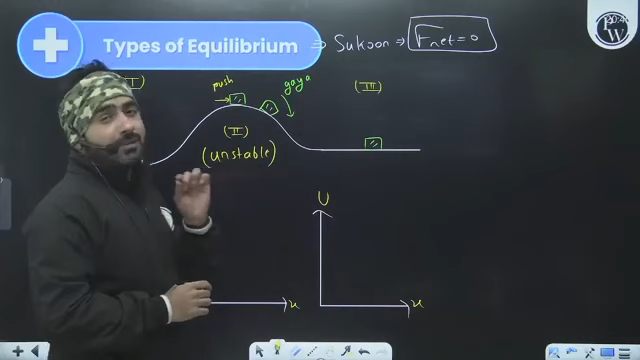 Types of Equilibrium ⇒ Sukoon ⇒ Fnet = 0
I)
push
gaya
(III)
(II)
(unstable)
U
x
x